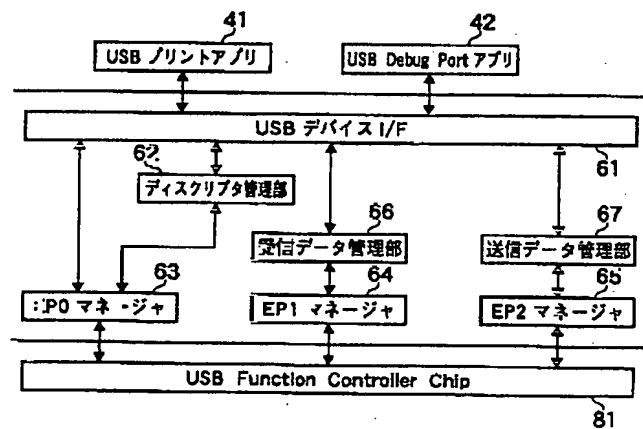 41
42
USB プリントアプリ
USB Debug Port アプリ
USB デバイス I/F
61
62
ディスクリプタ管理部
66
67
受信データ管理部
送信データ管理部
63
64
65
EP0 マネージャ
EP1 マネージャ
EP2 マネージャ
USB Function Controller Chip
81